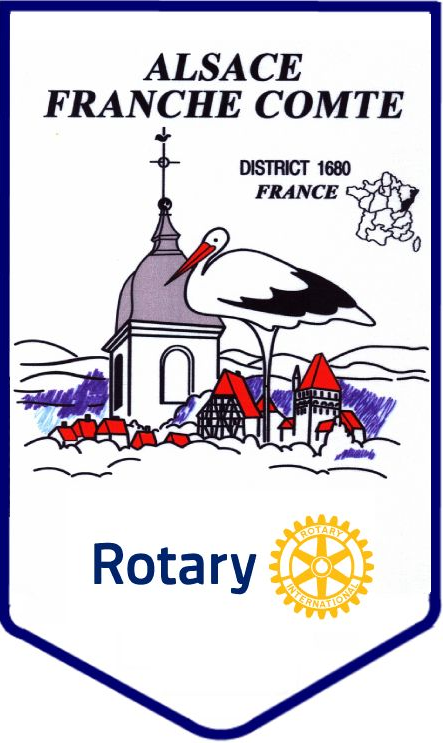 ALSACE
FRANCHE COMTE
DISTRICT 1680
FRANCE
Rotary
ROTARY
INTERNATIONAL